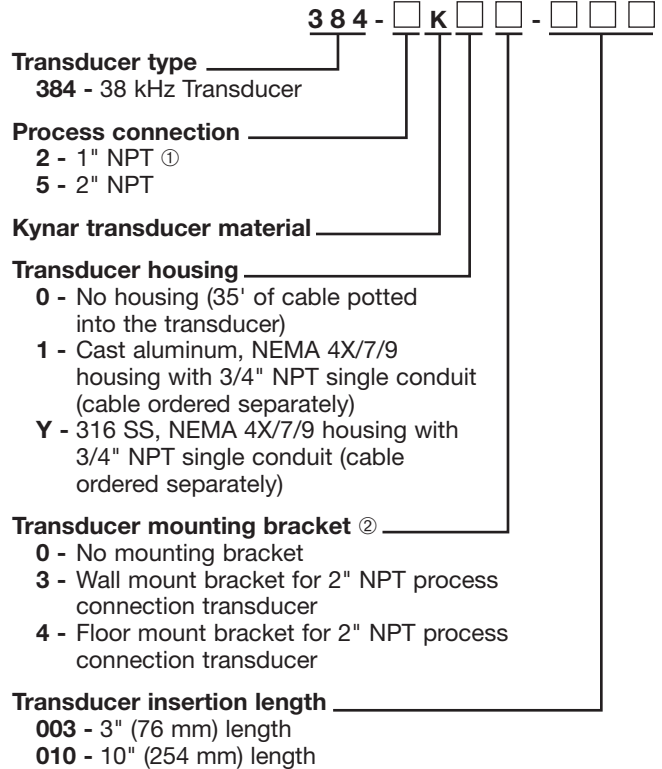 384-□K□□-□□□
Transducer type
384 - 38 kHz Transducer
Process connection
2 - 1" NPT ①
5 - 2" NPT
Kynar transducer material
Transducer housing
0 - No housing (35' of cable potted
into the transducer)
1 - Cast aluminum, NEMA 4X/7/9
housing with 3/4" NPT single conduit
(cable ordered separately)
Y - 316 SS, NEMA 4X/7/9 housing with
3/4" NPT single conduit (cable
ordered separately)
Transducer mounting bracket ②
0 - No mounting bracket
3 - Wall mount bracket for 2" NPT process
connection transducer
4 - Floor mount bracket for 2" NPT process
connection transducer
Transducer insertion length
003 - 3" (76 mm) length
010 - 10" (254 mm) length